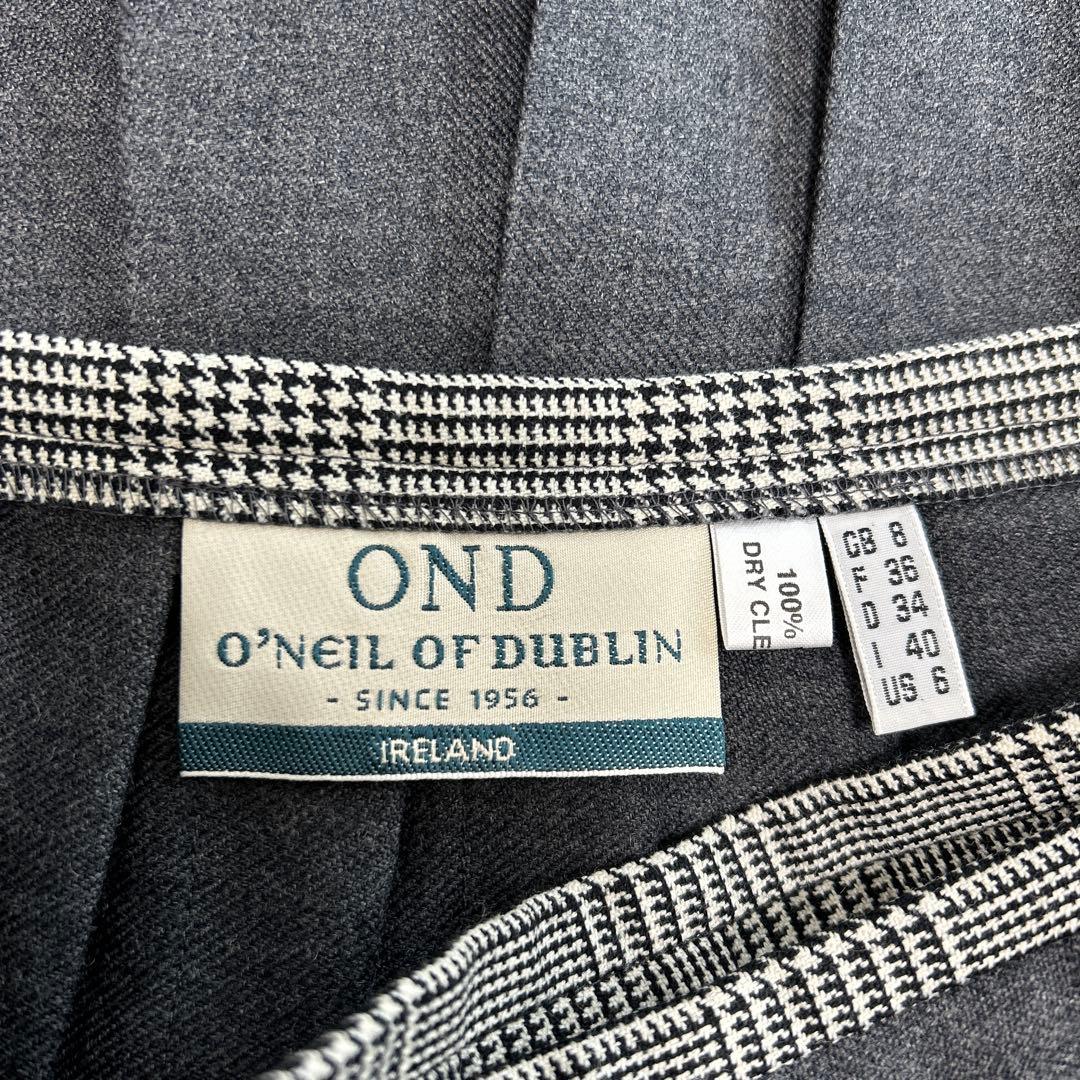 OND
O'NEIL OF DUBLIN
- SINCE 1956 -
IRELAND
100%
DRY CLE
GB 8
F 36
D 34
I 40
US 6